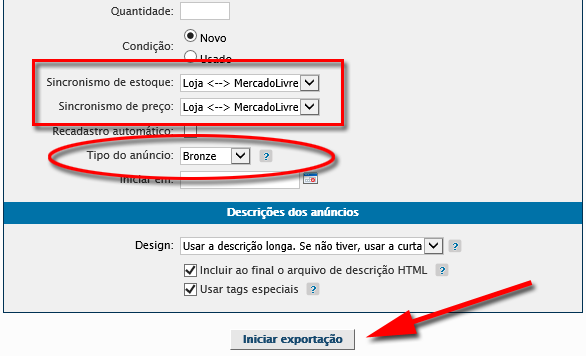 Quantidade:
Condição: Novo
Usado
Sincronismo de estoque: Loja <--> MercadoLivre
Sincronismo de preço: Loja <--> MercadoLivre
Recadastro automático:
Tipo do anúncio: Bronze ?
Iniciar em:
Descrições dos anúncios
Design: Usar a descrição longa. Se não tiver, usar a curta ?
Incluir ao final o arquivo de descrição HTML ?
Usar tags especiais ?
Iniciar exportação